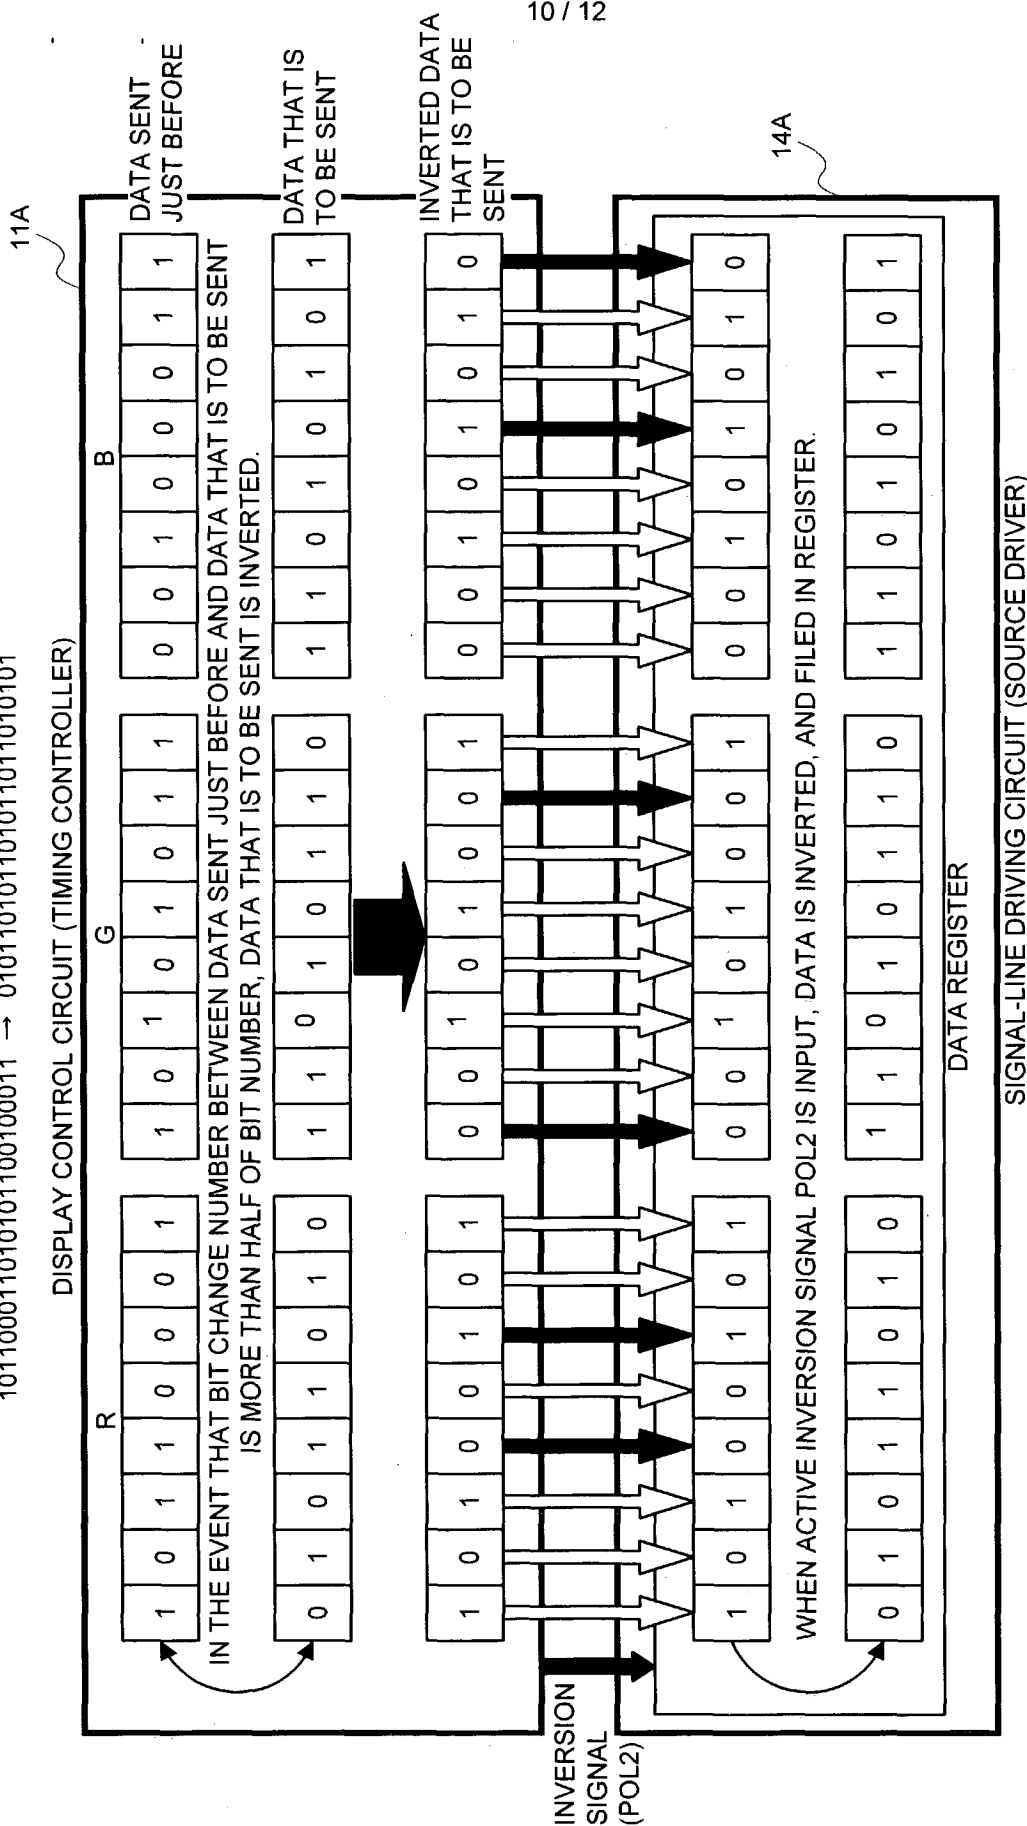 10 / 12
101100011010101100100011 → 010110101101011011010101
DISPLAY CONTROL CIRCUIT (TIMING CONTROLLER)
11A
R G B
1 0 1 1 0 0 0 1 1 0 1 0 1 0 1 1 0 0 1 0 0 0 1 1
DATA SENT
JUST BEFORE
IN THE EVENT THAT BIT CHANGE NUMBER BETWEEN DATA SENT JUST BEFORE AND DATA THAT IS TO BE SENT
IS MORE THAN HALF OF BIT NUMBER, DATA THAT IS TO BE SENT IS INVERTED.
0 1 0 1 1 0 1 0 1 1 0 1 0 1 1 0 1 1 0 1 0 1 0 1
DATA THAT IS
TO BE SENT
1 0 1 0 0 1 0 1 0 0 1 0 1 0 0 1 0 0 1 0 1 0 1 0
INVERTED DATA
THAT IS TO BE
SENT
INVERSION
SIGNAL
(POL2)
14A
1 0 1 0 0 1 0 1 0 0 1 0 1 0 0 1 0 0 1 0 1 0 1 0
WHEN ACTIVE INVERSION SIGNAL POL2 IS INPUT, DATA IS INVERTED, AND FILED IN REGISTER.
0 1 0 1 1 0 1 0 1 1 0 1 0 1 1 0 1 1 0 1 0 1 0 1
DATA REGISTER
SIGNAL-LINE DRIVING CIRCUIT (SOURCE DRIVER)